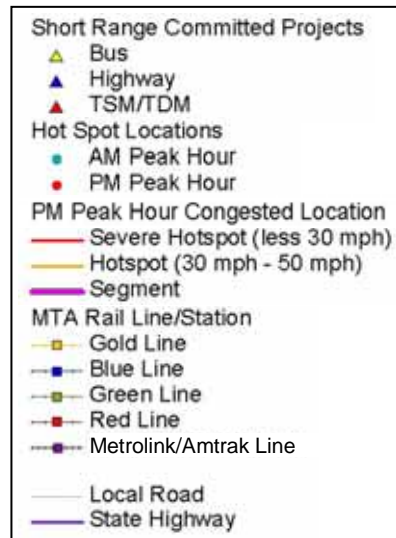 Short Range Committed Projects
Bus
Highway
TSM/TDM
Hot Spot Locations
AM Peak Hour
PM Peak Hour
PM Peak Hour Congested Location
Severe Hotspot (less 30 mph)
Hotspot (30 mph - 50 mph)
Segment
MTA Rail Line/Station
Gold Line
Blue Line
Green Line
Red Line
Metrolink/Amtrak Line
Local Road
State Highway